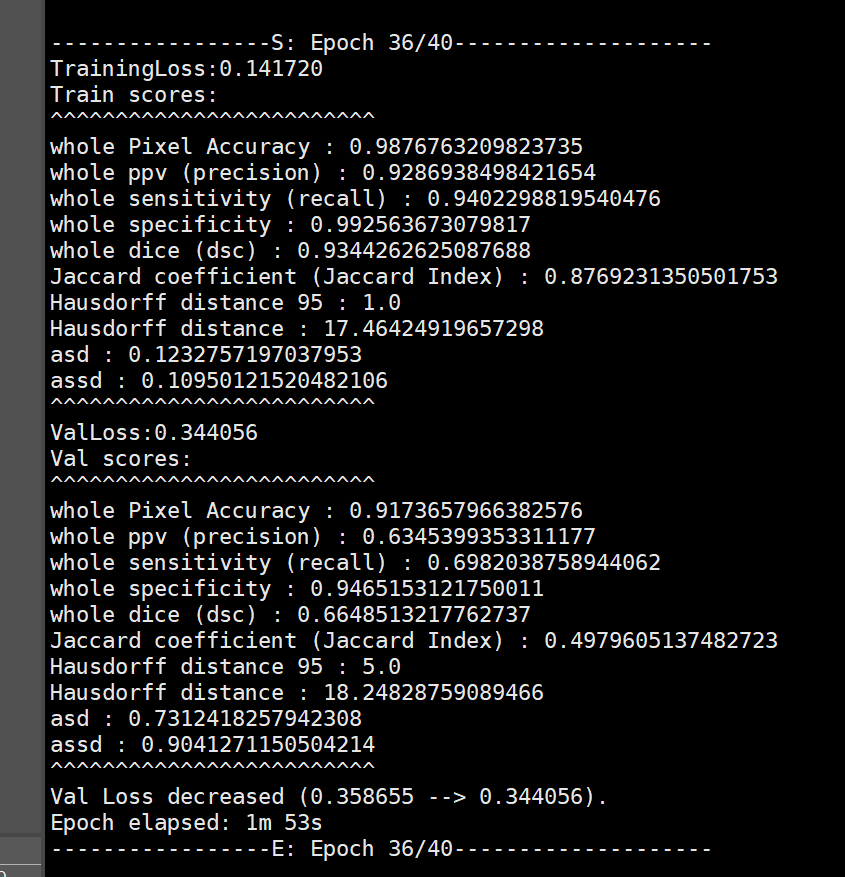 -----------------S: Epoch 36/40--------------------
TrainingLoss:0.141720
Train scores:
^^^^^^^^^^^^^^^^^^^^^^^^^
whole Pixel Accuracy : 0.9876763209823735
whole ppv (precision) : 0.9286938498421654
whole sensitivity (recall) : 0.9402298819540476
whole specificity : 0.992563673079817
whole dice (dsc) : 0.9344262625087688
Jaccard coefficient (Jaccard Index) : 0.8769231350501753
Hausdorff distance 95 : 1.0
Hausdorff distance : 17.46424919657298
asd : 0.1232757197037953
assd : 0.10950121520482106
^^^^^^^^^^^^^^^^^^^^^^^^^
ValLoss:0.344056
Val scores:
^^^^^^^^^^^^^^^^^^^^^^^^^
whole Pixel Accuracy : 0.9173657966382576
whole ppv (precision) : 0.6345399353311177
whole sensitivity (recall) : 0.6982038758944062
whole specificity : 0.9465153121750011
whole dice (dsc) : 0.6648513217762737
Jaccard coefficient (Jaccard Index) : 0.4979605137482723
Hausdorff distance 95 : 5.0
Hausdorff distance : 18.24828759089466
asd : 0.7312418257942308
assd : 0.9041271150504214
^^^^^^^^^^^^^^^^^^^^^^^^^
Val Loss decreased (0.358655 --> 0.344056).
Epoch elapsed: 1m 53s
-----------------E: Epoch 36/40--------------------